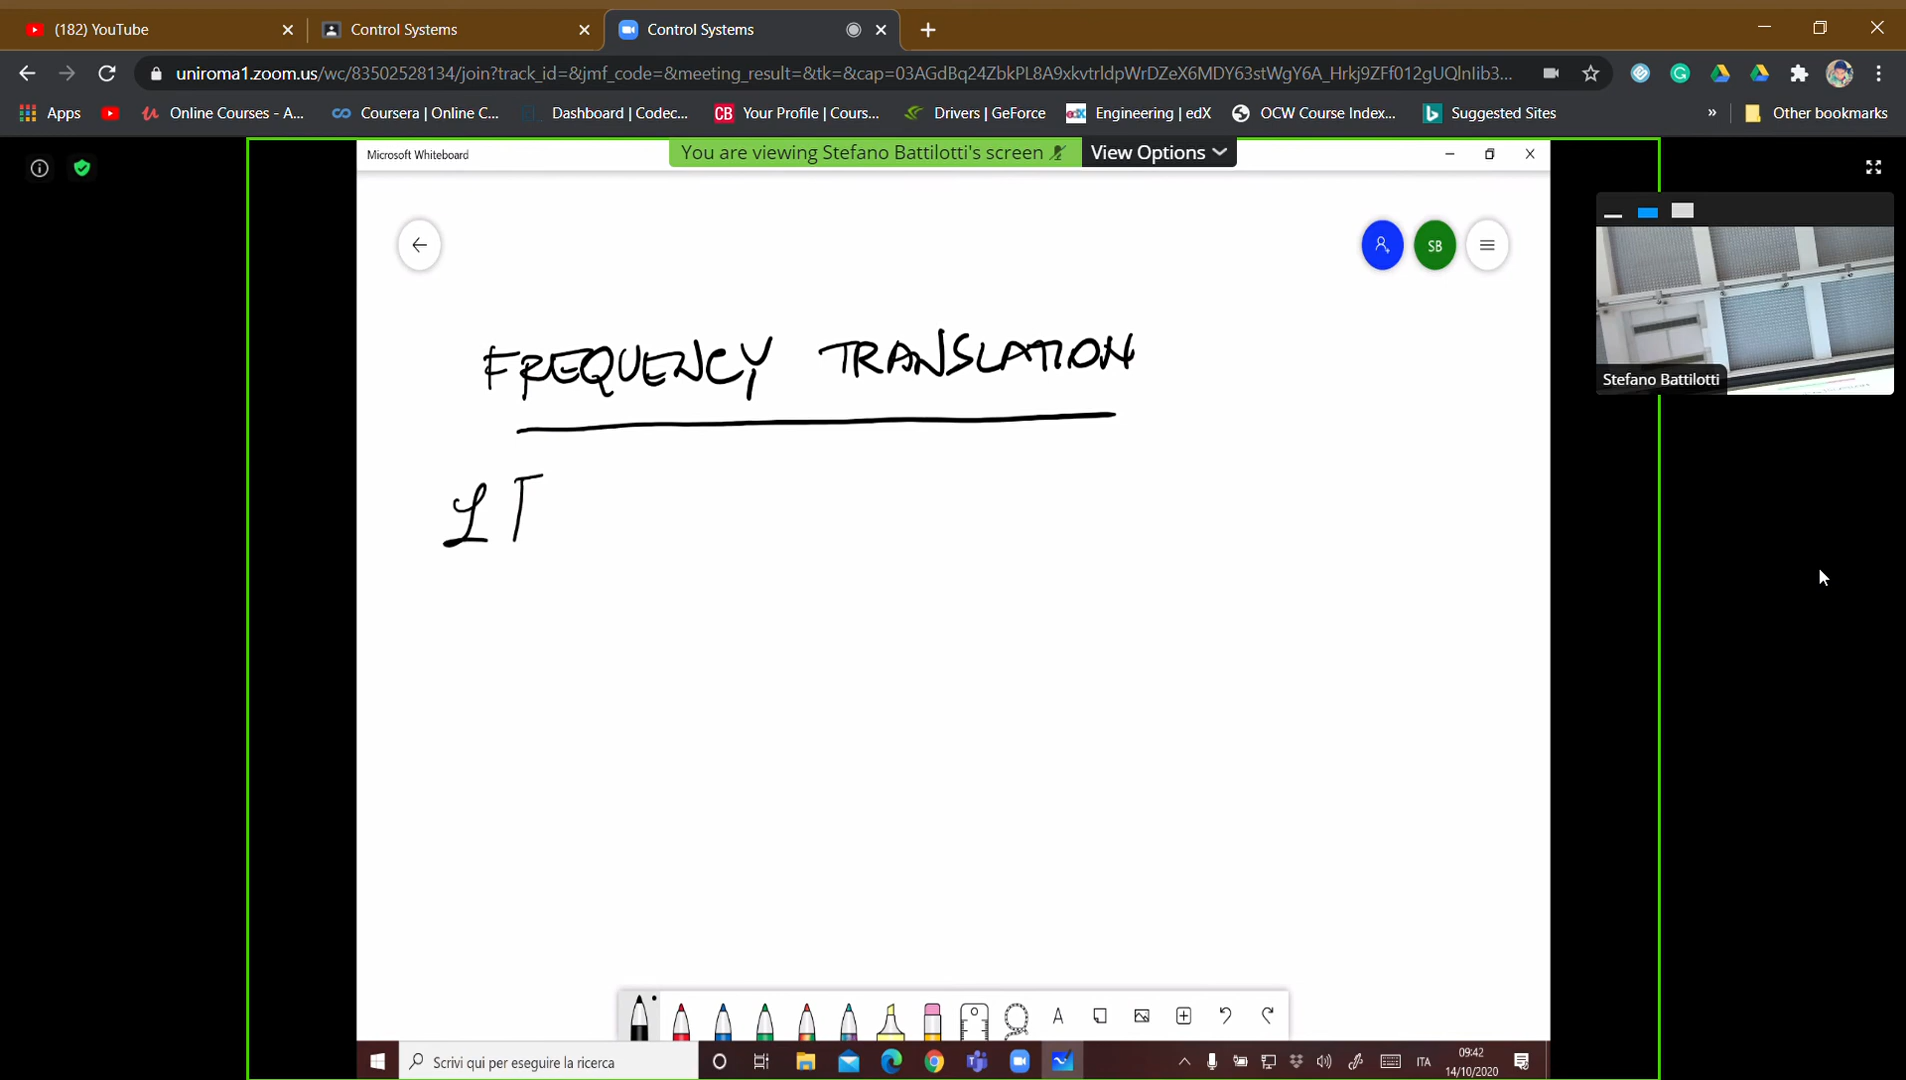 (182) YouTube
Control Systems
Control Systems
uniroma1.zoom.us/wc/83502528134/join?track_id=&jmf_code=&meeting_result=&tk=&cap=03AGdBq24ZbkPL8A9xkvtrldpWrDZeX6MDY63stWgY6A_Hrkj9ZFf012gUQlnIib3...
Apps
Online Courses - A...
Coursera | Online C...
Dashboard | Codec...
CB
Your Profile | Cours...
Drivers | GeForce
edX
Engineering | edX
OCW Course Index...
Suggested Sites
»
Other bookmarks
Microsoft Whiteboard
You are viewing Stefano Battilotti's screen
View Options
SB
Stefano Battilotti
FREQUENCY TRANSLATION
ℒ [
A
Scrivi qui per eseguire la ricerca
ITA
09:42
14/10/2020